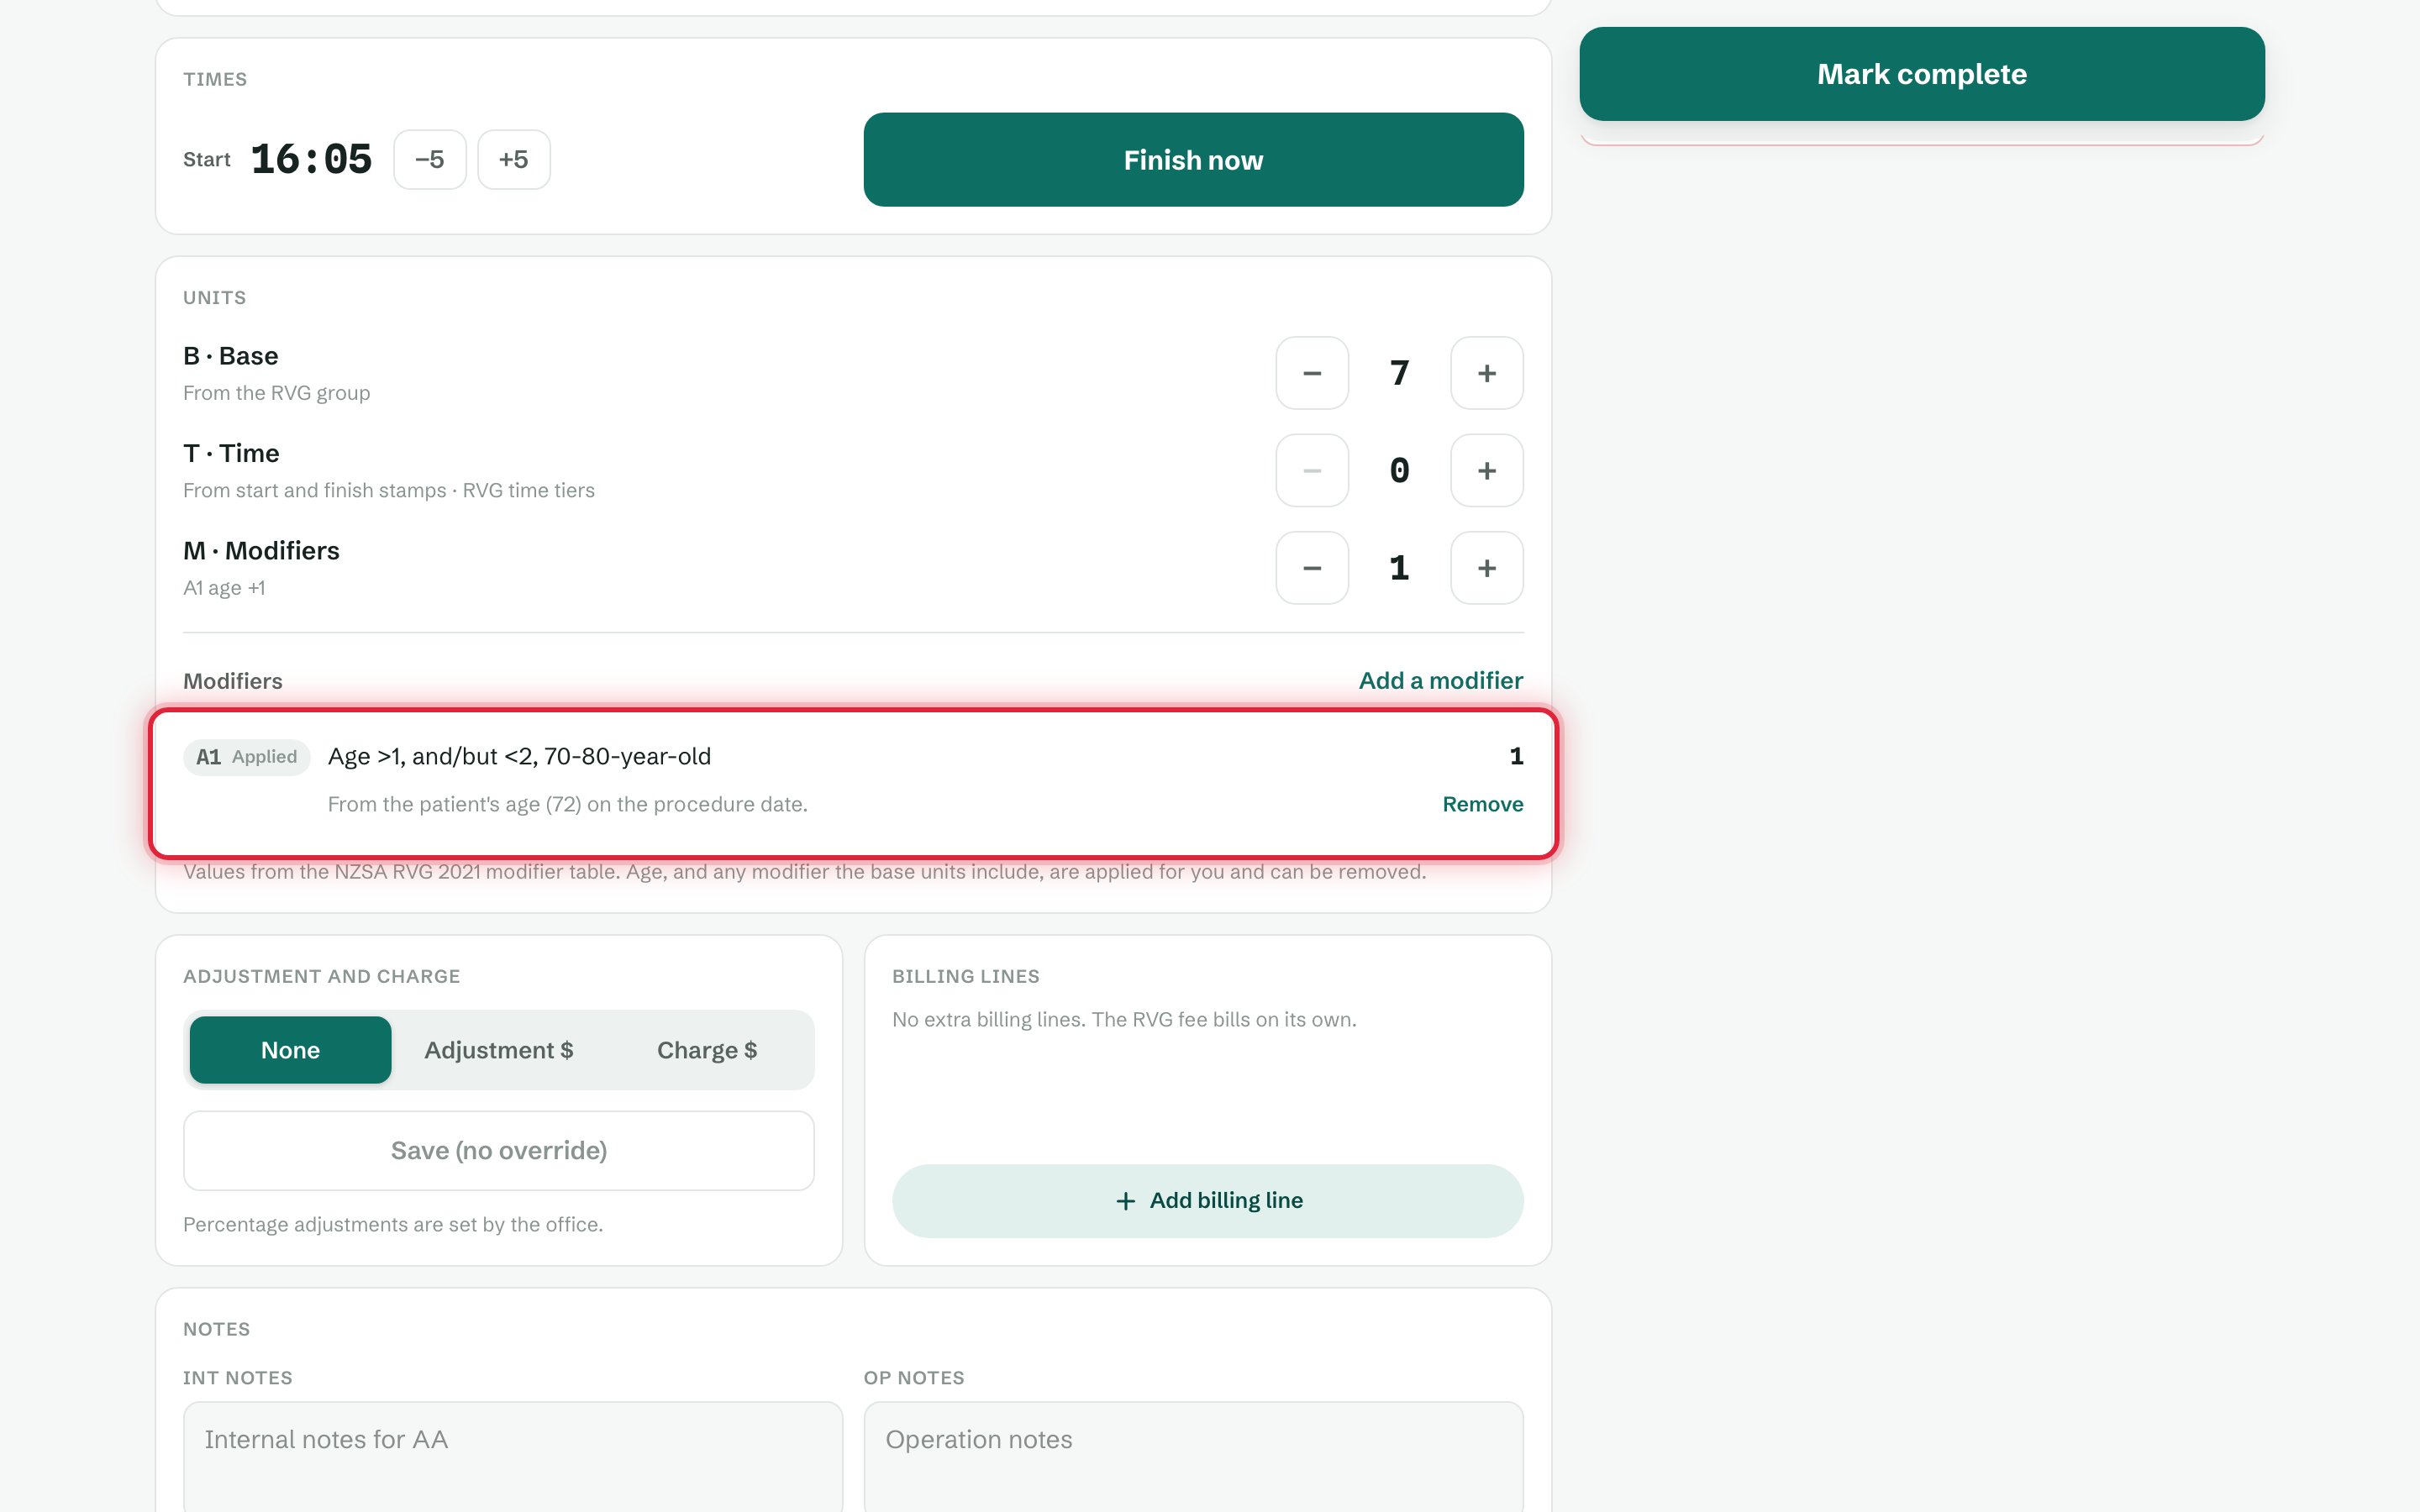 Mark complete
TIMES
Start 16:05 −5 +5
Finish now
UNITS
B · Base
From the RVG group
− 7 +
T · Time
From start and finish stamps · RVG time tiers
− 0 +
M · Modifiers
A1 age +1
− 1 +
Modifiers Add a modifier
A1 Applied Age >1, and/but <2, 70-80-year-old 1
From the patient's age (72) on the procedure date. Remove
Values from the NZSA RVG 2021 modifier table. Age, and any modifier the base units include, are applied for you and can be removed.
ADJUSTMENT AND CHARGE
None Adjustment $ Charge $
Save (no override)
Percentage adjustments are set by the office.
BILLING LINES
No extra billing lines. The RVG fee bills on its own.
+ Add billing line
NOTES
INT NOTES
Internal notes for AA
OP NOTES
Operation notes